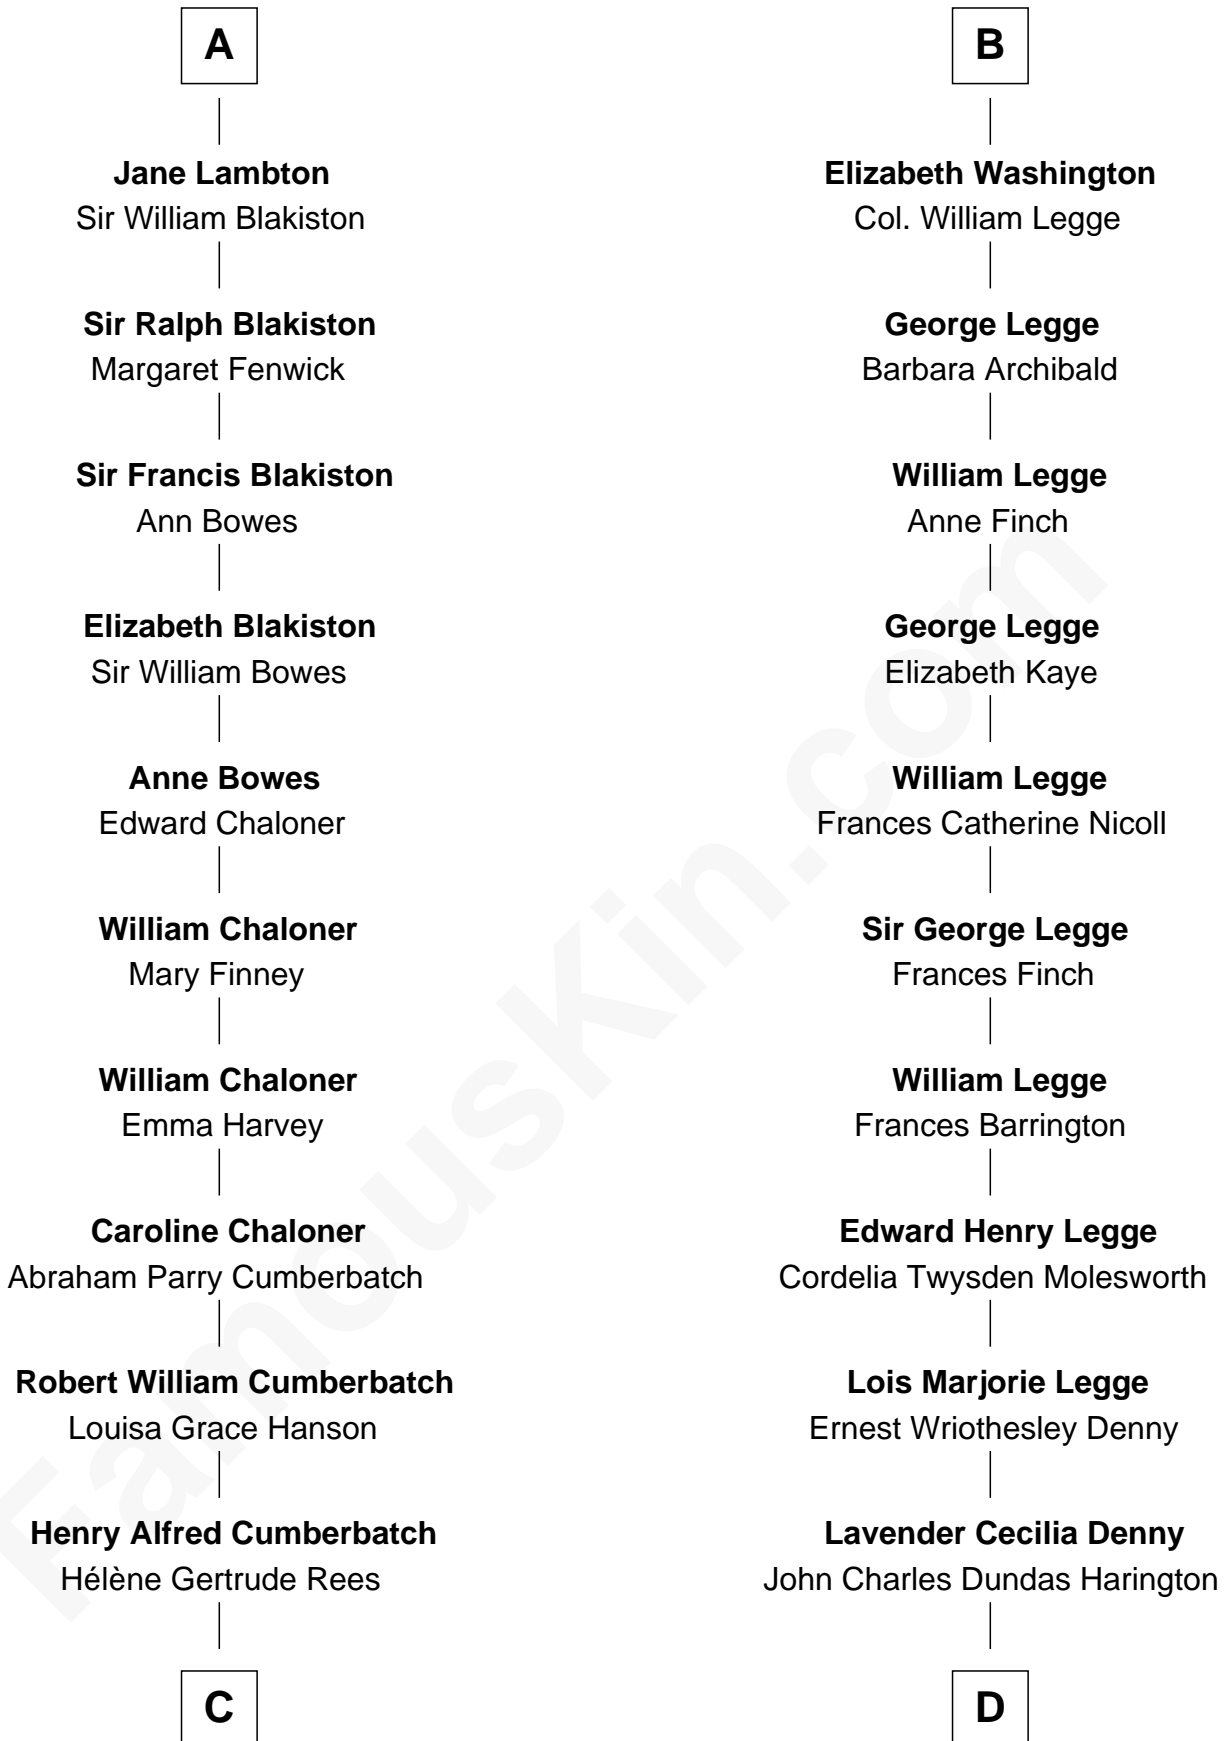 A
Jane Lambton
Sir William Blakiston
Sir Ralph Blakiston
Margaret Fenwick
Sir Francis Blakiston
Ann Bowes
Elizabeth Blakiston
Sir William Bowes
Anne Bowes
Edward Chaloner
William Chaloner
Mary Finney
William Chaloner
Emma Harvey
Caroline Chaloner
Abraham Parry Cumberbatch
Robert William Cumberbatch
Louisa Grace Hanson
Henry Alfred Cumberbatch
Hélène Gertrude Rees
C
B
Elizabeth Washington
Col. William Legge
George Legge
Barbara Archibald
William Legge
Anne Finch
George Legge
Elizabeth Kaye
William Legge
Frances Catherine Nicoll
Sir George Legge
Frances Finch
William Legge
Frances Barrington
Edward Henry Legge
Cordelia Twysden Molesworth
Lois Marjorie Legge
Ernest Wriothesley Denny
Lavender Cecilia Denny
John Charles Dundas Harington
D
FamousKin.com